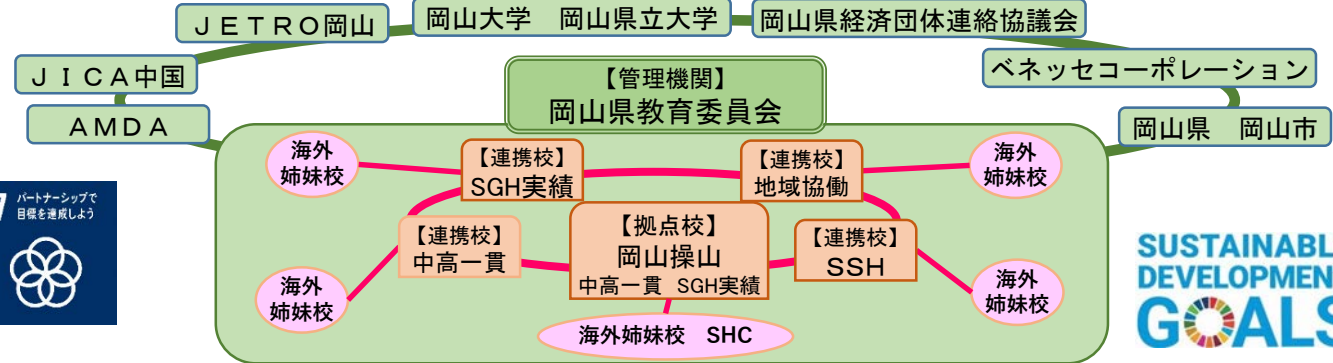 ＪＥＴＲＯ岡山
岡山大学　岡山県立大学
岡山県経済団体連絡協議会
ＪＩＣＡ中国
ベネッセコーポレーション
ＡＭＤＡ
岡山県　岡山市
【管理機関】
岡山県教育委員会
海外
姉妹校
【連携校】
SGH実績
【連携校】
地域協働
海外
姉妹校
パートナーシップで
目標を達成しよう
【連携校】
中高一貫
【拠点校】
岡山操山
中高一貫 SGH実績
【連携校】
SSH
海外
姉妹校
海外
姉妹校
海外姉妹校 SHC
SUSTAINABL
DEVELOPMEN
GOALS